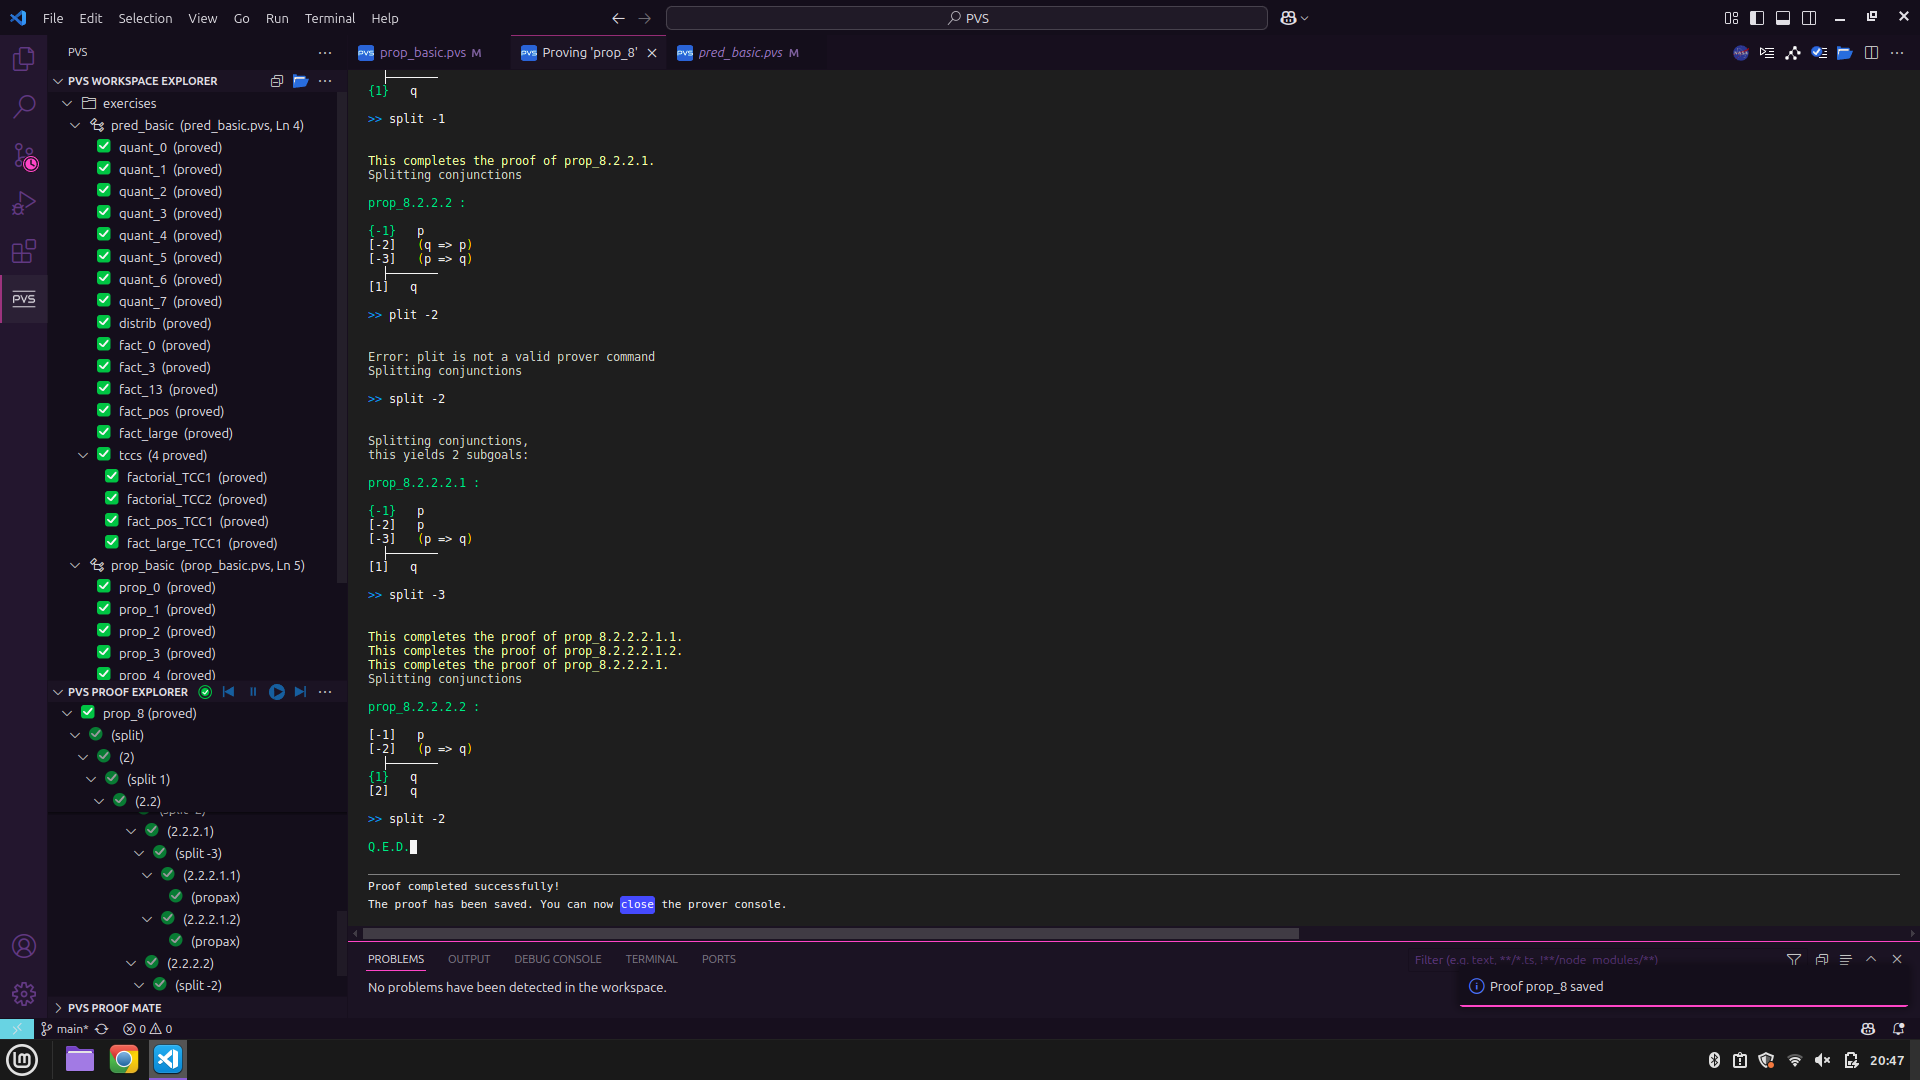 File Edit Selection View Go Run Terminal Help
PVS
PVS
PVS prop_basic.pvs M
PVS Proving 'prop_8'
PVS pred_basic.pvs M
PVS WORKSPACE EXPLORER
exercises
pred_basic (pred_basic.pvs, Ln 4)
quant_0 (proved)
quant_1 (proved)
quant_2 (proved)
quant_3 (proved)
quant_4 (proved)
quant_5 (proved)
quant_6 (proved)
quant_7 (proved)
distrib (proved)
fact_0 (proved)
fact_3 (proved)
fact_13 (proved)
fact_pos (proved)
fact_large (proved)
tccs (4 proved)
factorial_TCC1 (proved)
factorial_TCC2 (proved)
fact_pos_TCC1 (proved)
fact_large_TCC1 (proved)
prop_basic (prop_basic.pvs, Ln 5)
prop_0 (proved)
prop_1 (proved)
prop_2 (proved)
prop_3 (proved)
prop_4 (proved)
PVS
PVS PROOF EXPLORER
prop_8 (proved)
(split)
(2)
(split 1)
(2.2)
(split -2)
(2.2.2.1)
(split -3)
(2.2.2.1.1)
(propax)
(2.2.2.1.2)
(propax)
(2.2.2.2)
(split -2)
PVS PROOF MATE
{1} q
>> split -1
This completes the proof of prop_8.2.2.1.
Splitting conjunctions
prop_8.2.2.2 :
{-1} p
[-2] (q => p)
[-3] (p => q)
[1] q
>> plit -2
Error: plit is not a valid prover command
Splitting conjunctions
>> split -2
Splitting conjunctions,
this yields 2 subgoals:
prop_8.2.2.2.1 :
{-1} p
[-2] p
[-3] (p => q)
[1] q
>> split -3
This completes the proof of prop_8.2.2.2.1.1.
This completes the proof of prop_8.2.2.2.1.2.
This completes the proof of prop_8.2.2.2.1.
Splitting conjunctions
prop_8.2.2.2.2 :
[-1] p
[-2] (p => q)
{1} q
[2] q
>> split -2
Q.E.D.
Proof completed successfully!
The proof has been saved. You can now close the prover console.
PROBLEMS OUTPUT DEBUG CONSOLE TERMINAL PORTS
Filter (e.g. text, **/*.ts, !**/node_modules/**)
No problems have been detected in the workspace.
Proof prop_8 saved
main* 0 0
20:47